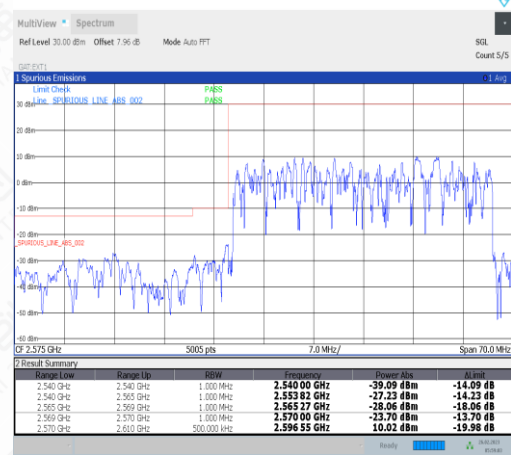 MultiView Spectrum
Ref Level 30.00 dBm Offset 7.96 dB Mode Auto FFT SGL
Count 5/5
GAT:EXT1
1 Spurious Emissions 1 Avg
Limit Check PASS
Line SPURIOUS_LINE_ABS_002 PASS
30 dBm
20 dBm
10 dBm
0 dBm
-10 dBm
-20 dBm
SPURIOUS_LINE_ABS_002
-30 dBm
-40 dBm
-50 dBm
-60 dBm
CF 2.575 GHz 5005 pts 7.0 MHz/ Span 70.0 MHz
2 Result Summary
Range Low Range Up RBW Frequency Power Abs ΔLimit
2.540 GHz 2.540 GHz 1.000 MHz 2.540 00 GHz -39.09 dBm -14.09 dB
2.540 GHz 2.565 GHz 1.000 MHz 2.553 82 GHz -27.23 dBm -14.23 dB
2.565 GHz 2.569 GHz 1.000 MHz 2.565 27 GHz -28.06 dBm -18.06 dB
2.569 GHz 2.570 GHz 1.000 MHz 2.570 00 GHz -23.70 dBm -13.70 dB
2.570 GHz 2.610 GHz 500.000 kHz 2.596 55 GHz 10.02 dBm -19.98 dB
Ready